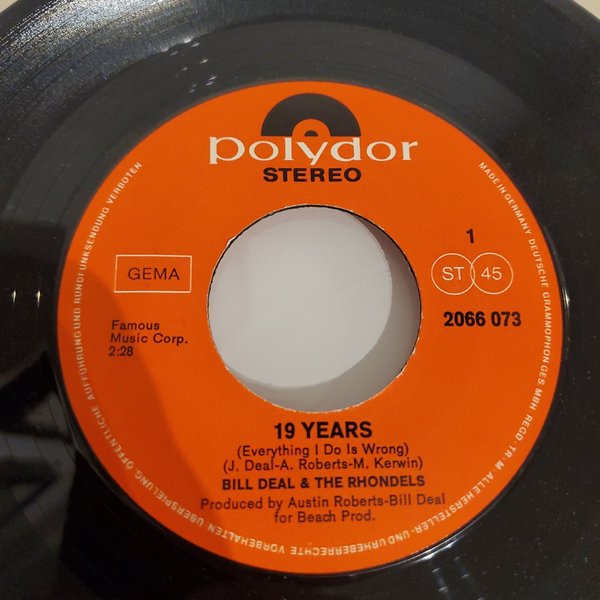 polydor
STEREO
1
GEMA
ST 45
Famous
Music Corp.
2:28
2066 073
19 YEARS
(Everything I Do Is Wrong)
(J. Deal-A. Roberts-M. Kerwin)
BILL DEAL & THE RHONDELS
Produced by Austin Roberts-Bill Deal
for Beach Prod.
MADE IN GERMANY DEUTSCHE GRAMMOPHON GES MBH REGD TR·M·ALLE HERSTELLER-UND URHEBERRECHTE VORBEHALTEN ÜBERSPIELUNG ÖFFENTLICHE AUFFÜHRUNG UND RUNDFUNKSENDUNG VERBOTEN